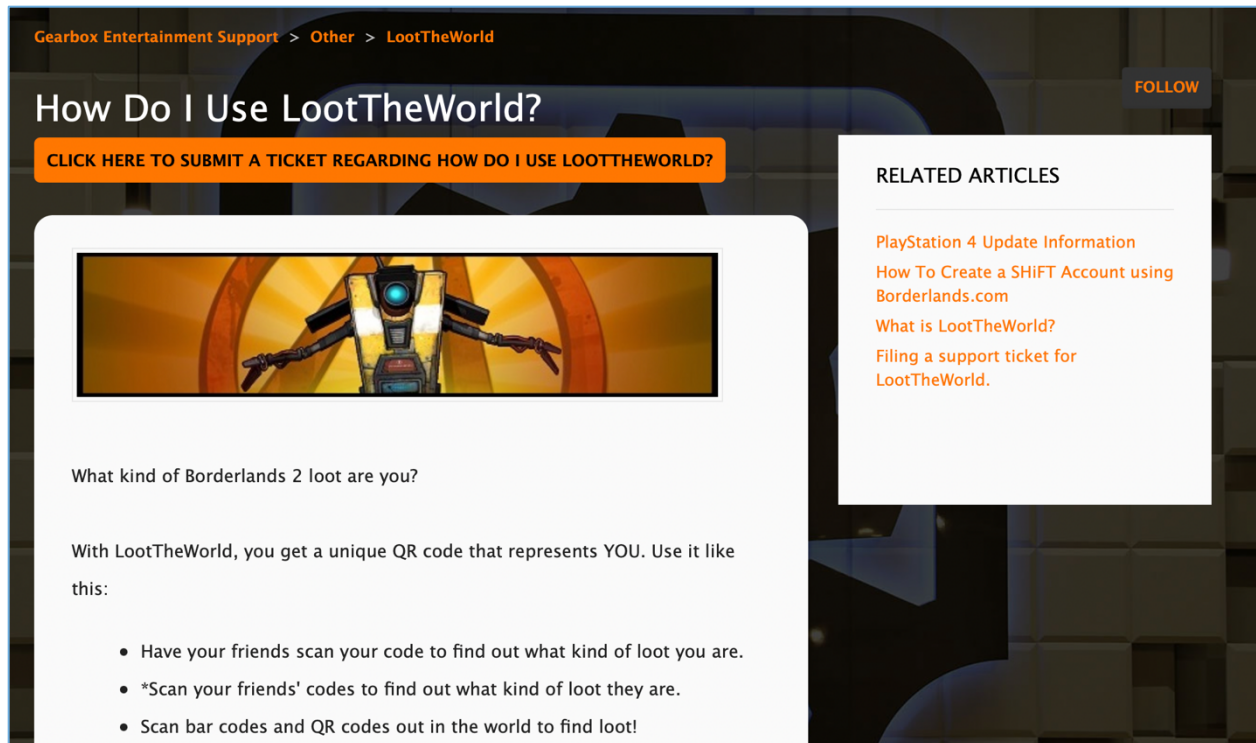 Gearbox Entertainment Support > Other > LootTheWorld
FOLLOW
How Do I Use LootTheWorld?
CLICK HERE TO SUBMIT A TICKET REGARDING HOW DO I USE LOOTTHEWORLD?
RELATED ARTICLES
PlayStation 4 Update Information
How To Create a SHiFT Account using
Borderlands.com
What is LootTheWorld?
Filing a support ticket for
LootTheWorld.
What kind of Borderlands 2 loot are you?
With LootTheWorld, you get a unique QR code that represents YOU. Use it like
this:
• Have your friends scan your code to find out what kind of loot you are.
• *Scan your friends' codes to find out what kind of loot they are.
• Scan bar codes and QR codes out in the world to find loot!